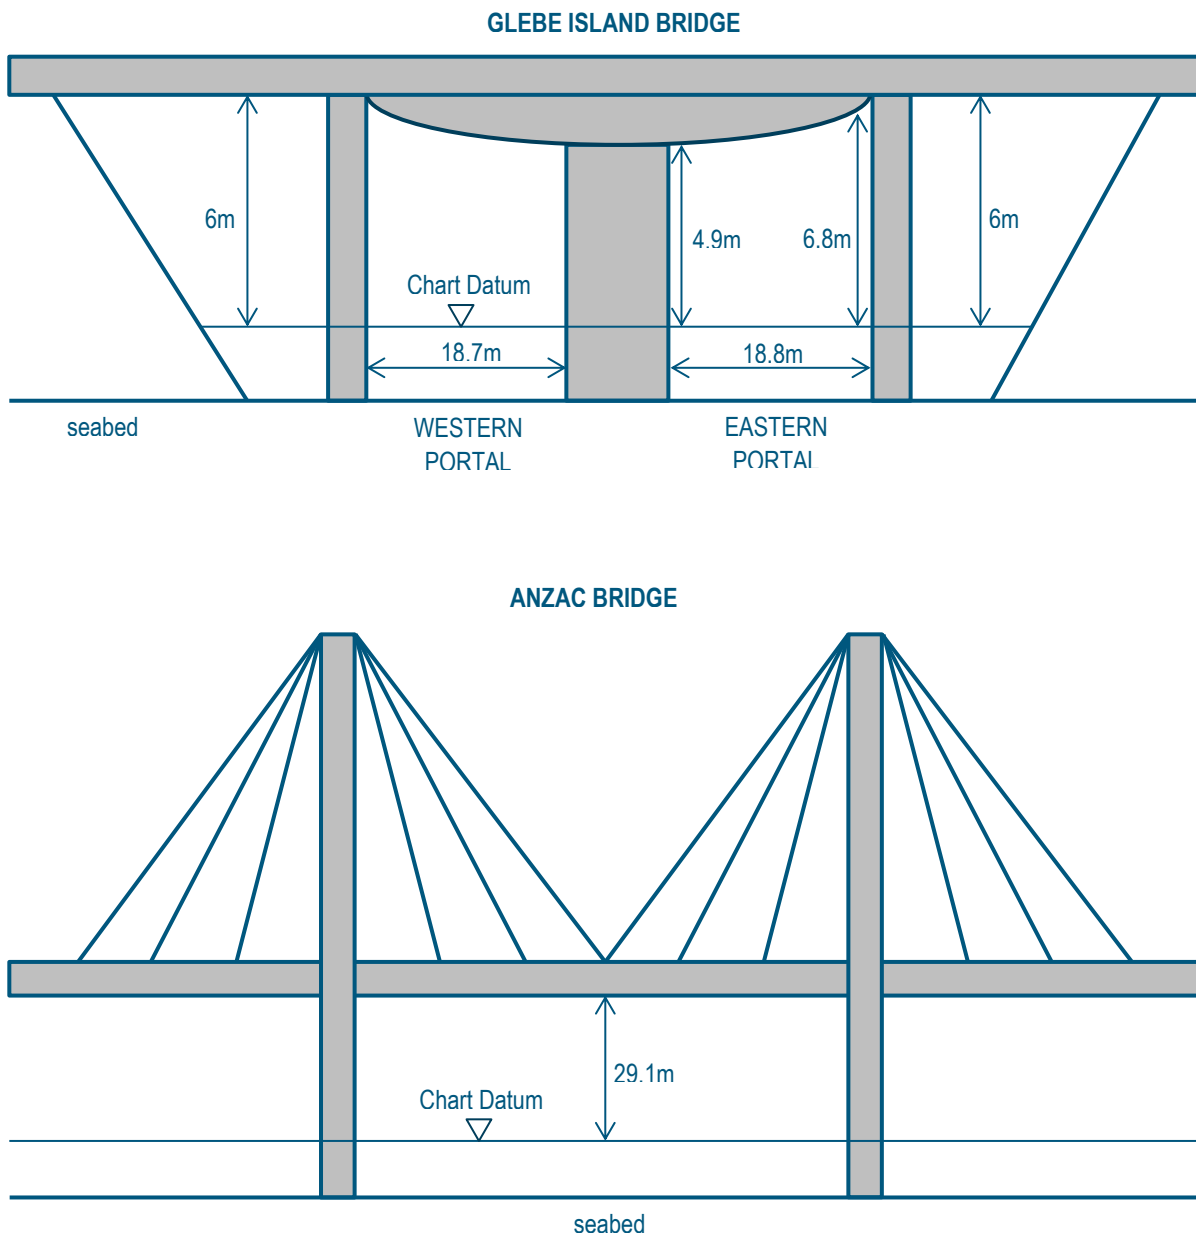 GLEBE ISLAND BRIDGE
6m
4.9m
6.8m
6m
Chart Datum
18.7m
18.8m
seabed
WESTERN
PORTAL
EASTERN
PORTAL
ANZAC BRIDGE
29.1m
Chart Datum
seabed